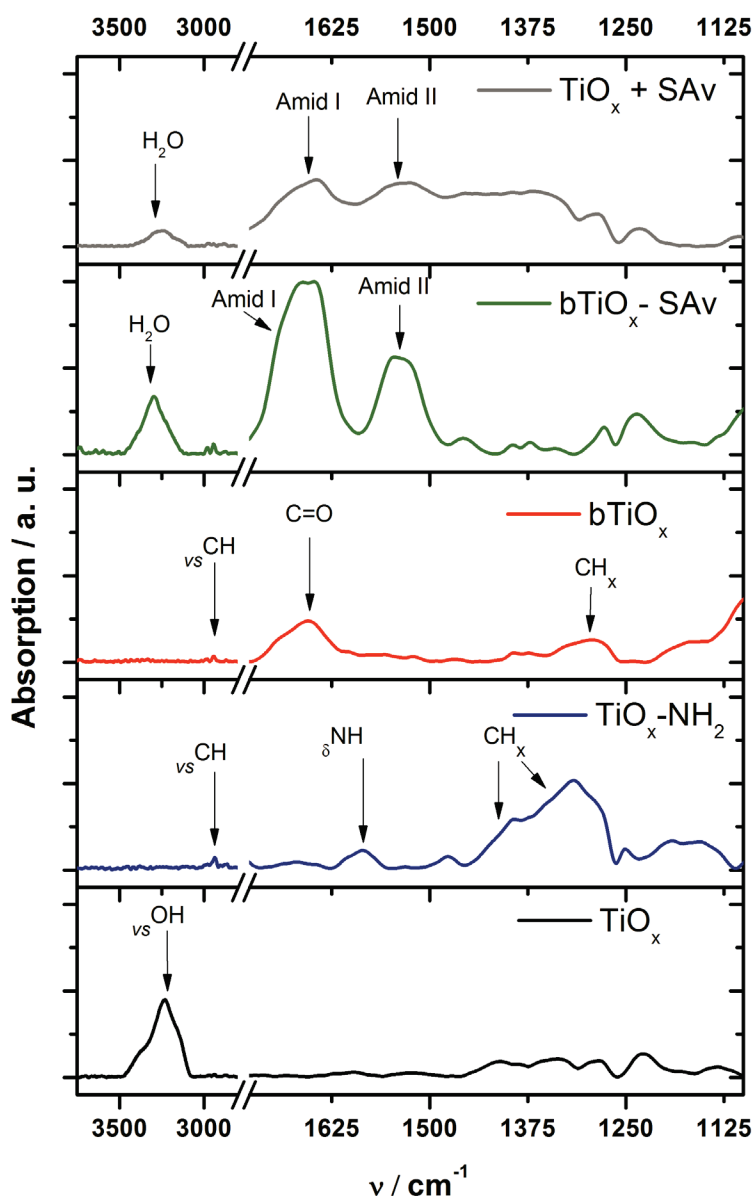 3500 3000 1625 1500 1375 1250 1125
TiOx + SAv
Amid I
Amid II
H2O
bTiOx- SAv
Amid I
Amid II
H2O
bTiOx
C=O
vsCH
CHx
TiOx-NH2
vsCH
δNH
CHx
TiOx
vsOH
Absorption / a. u.
3500 3000 1625 1500 1375 1250 1125
ν / cm-1